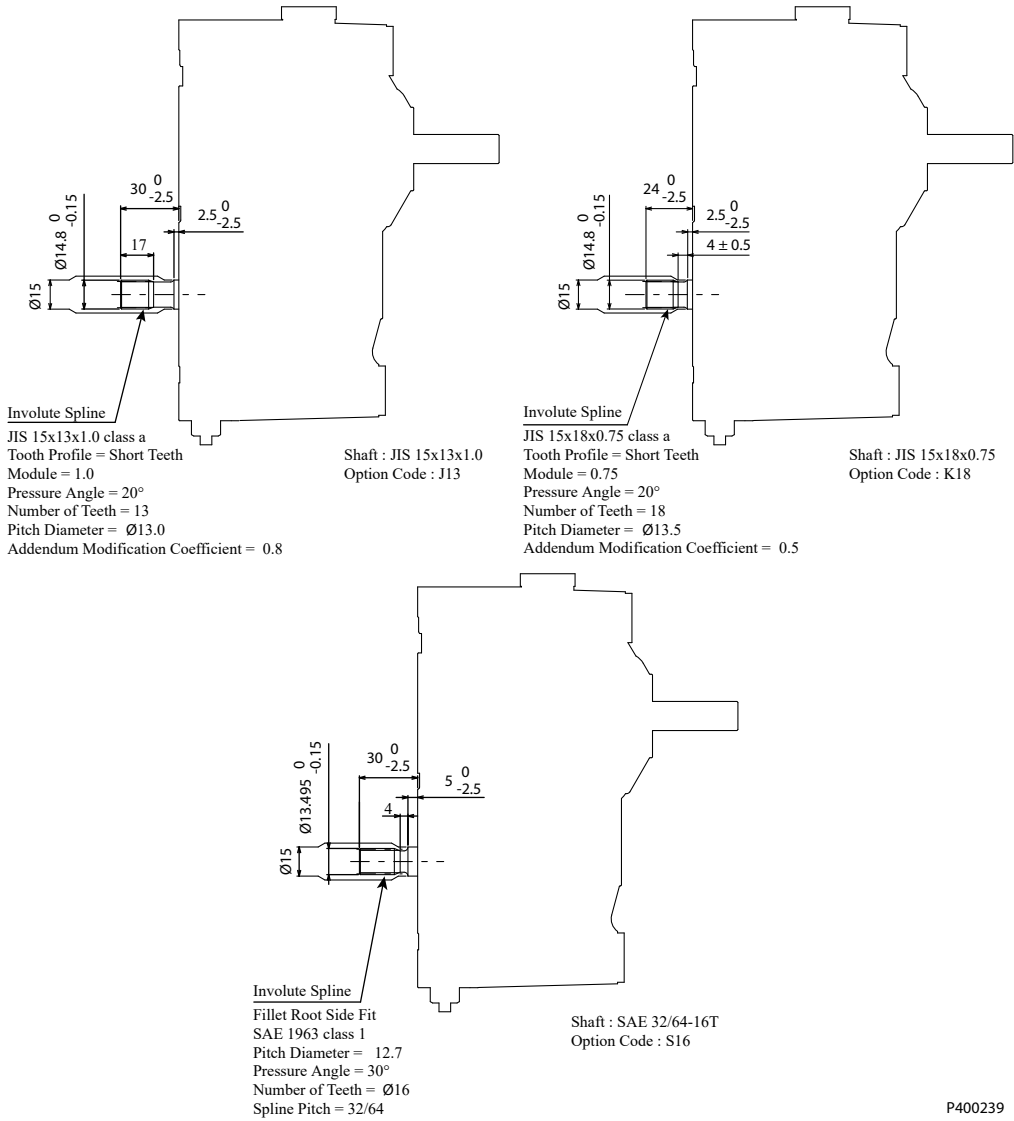 30 0 -2.5
2.5 0 -2.5
Ø14.8 0 -0.15
17
Ø15
Involute Spline
JIS 15x13x1.0 class a
Tooth Profile = Short Teeth
Module = 1.0
Pressure Angle = 20°
Number of Teeth = 13
Pitch Diameter = Ø13.0
Addendum Modification Coefficient = 0.8
Shaft : JIS 15x13x1.0
Option Code : J13
24 0 -2.5
2.5 0 -2.5
4 ± 0.5
Ø14.8 0 -0.15
Ø15
Involute Spline
JIS 15x18x0.75 class a
Tooth Profile = Short Teeth
Module = 0.75
Pressure Angle = 20°
Number of Teeth = 18
Pitch Diameter = Ø13.5
Addendum Modification Coefficient = 0.5
Shaft : JIS 15x18x0.75
Option Code : K18
30 0 -2.5
5 0 -2.5
4
Ø13.495 0 -0.15
Ø15
Involute Spline
Fillet Root Side Fit
SAE 1963 class 1
Pitch Diameter = 12.7
Pressure Angle = 30°
Number of Teeth = Ø16
Spline Pitch = 32/64
Shaft : SAE 32/64-16T
Option Code : S16
P400239